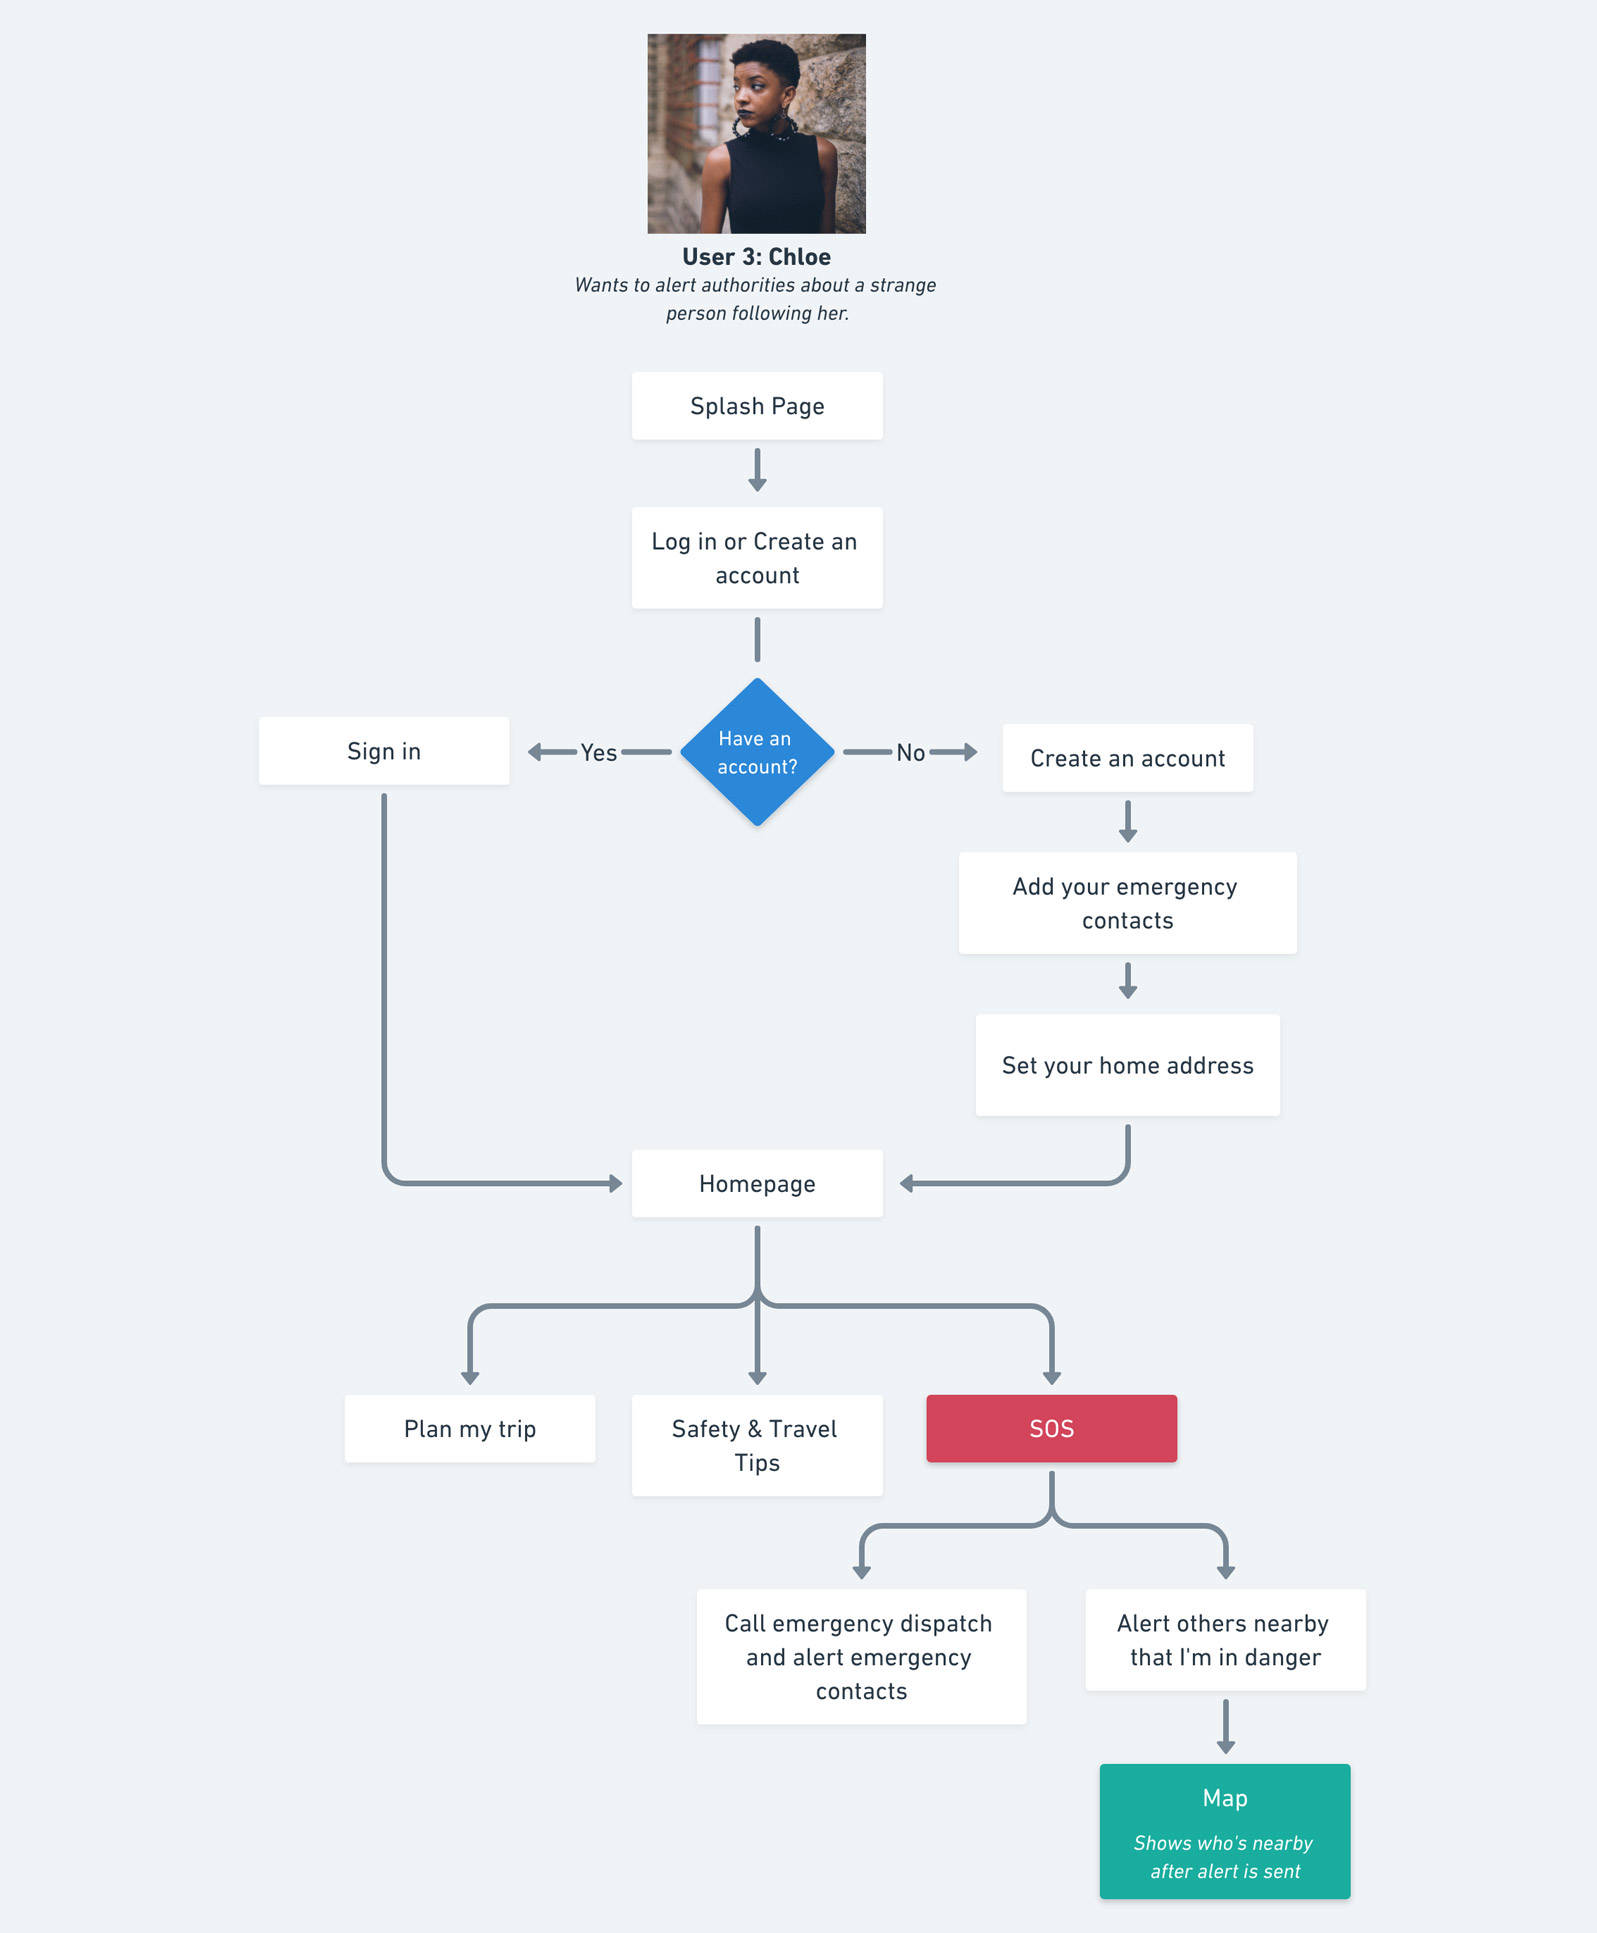 User 3: Chloe
Wants to alert authorities about a strange
person following her.
Splash Page
Log in or Create an
account
Have an
account?
Yes
No
Sign in
Create an account
Add your emergency
contacts
Set your home address
Homepage
Plan my trip
Safety & Travel
Tips
SOS
Call emergency dispatch
and alert emergency
contacts
Alert others nearby
that I'm in danger
Map
Shows who's nearby
after alert is sent